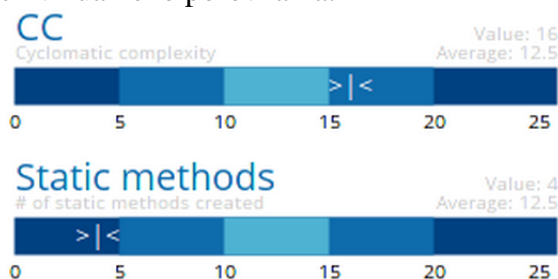 CC
Value: 16
Cyclomatic complexity
Average: 12.5
>|<
0 5 10 15 20 25
Static methods
Value: 4
# of static methods created
Average: 12.5
>|<
0 5 10 15 20 25